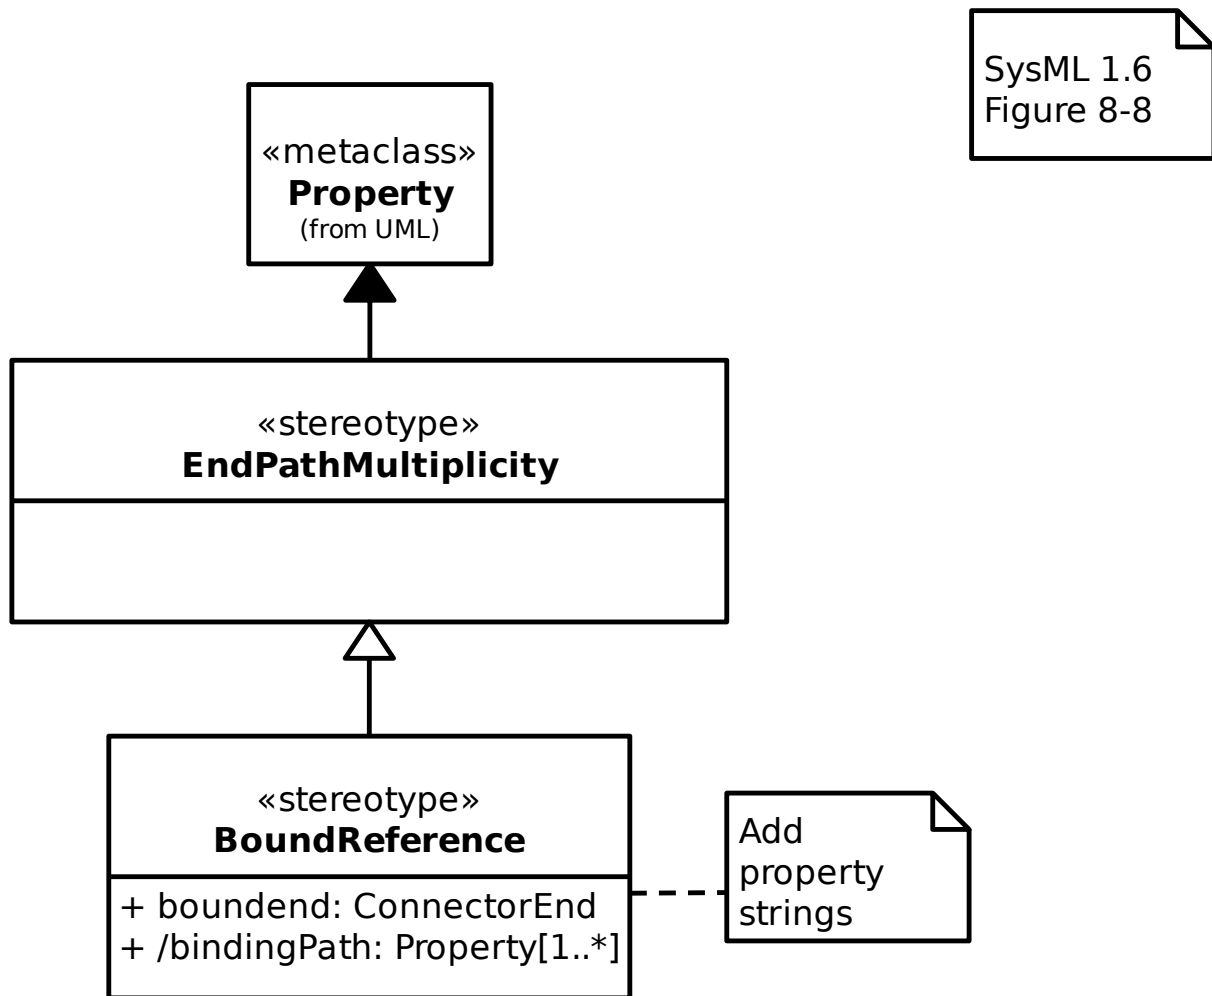 SysML 1.6
Figure 8-8
«metaclass»
Property
(from UML)
«stereotype»
EndPathMultiplicity
«stereotype»
BoundReference
+ boundend: ConnectorEnd
+ /bindingPath: Property[1..*]
Add
property
strings